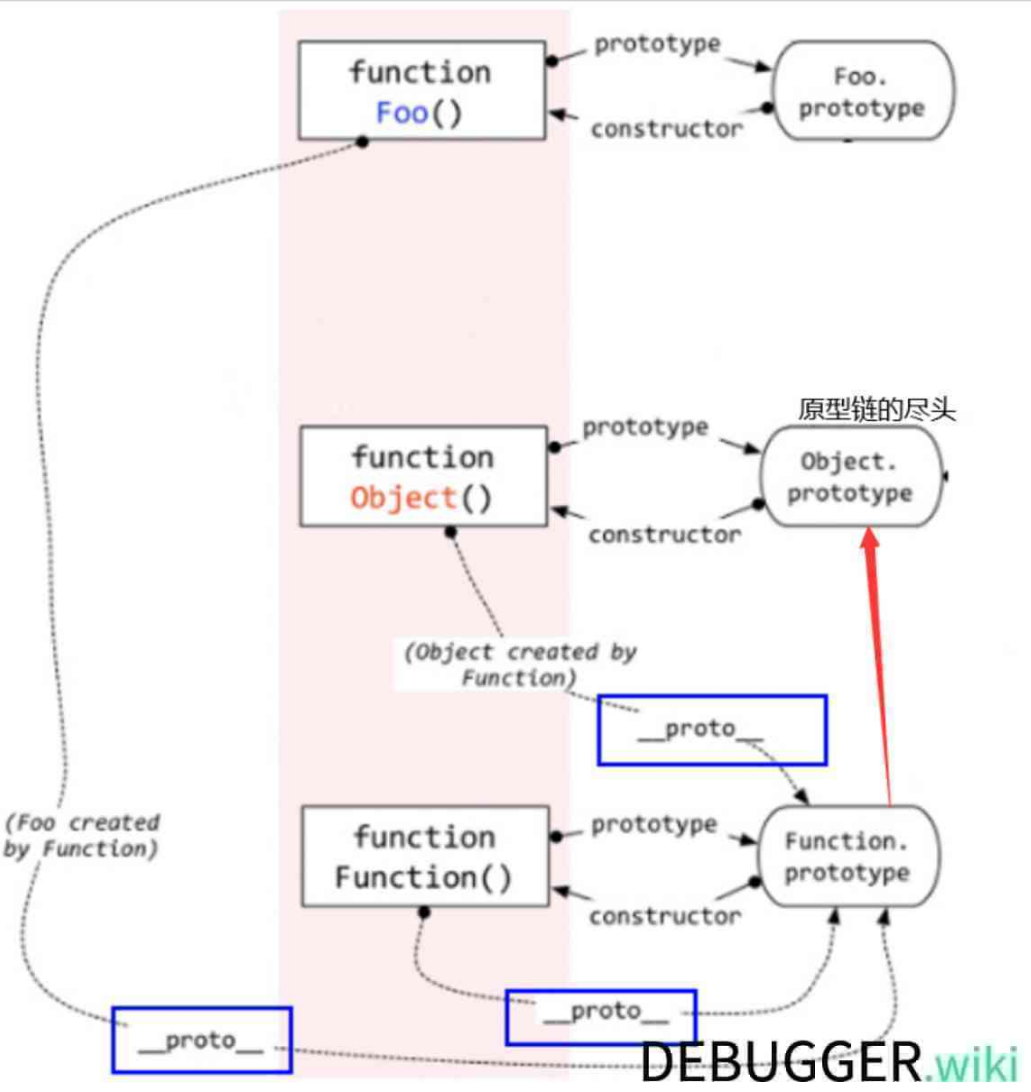 function
Foo()
prototype
constructor
Foo.
prototype
原型链的尽头
function
Object()
prototype
constructor
Object.
prototype
(Object created by
Function)
__proto__
function
Function()
prototype
constructor
Function.
prototype
(Foo created
by Function)
__proto__
__proto__
DEBUGGER.wiki